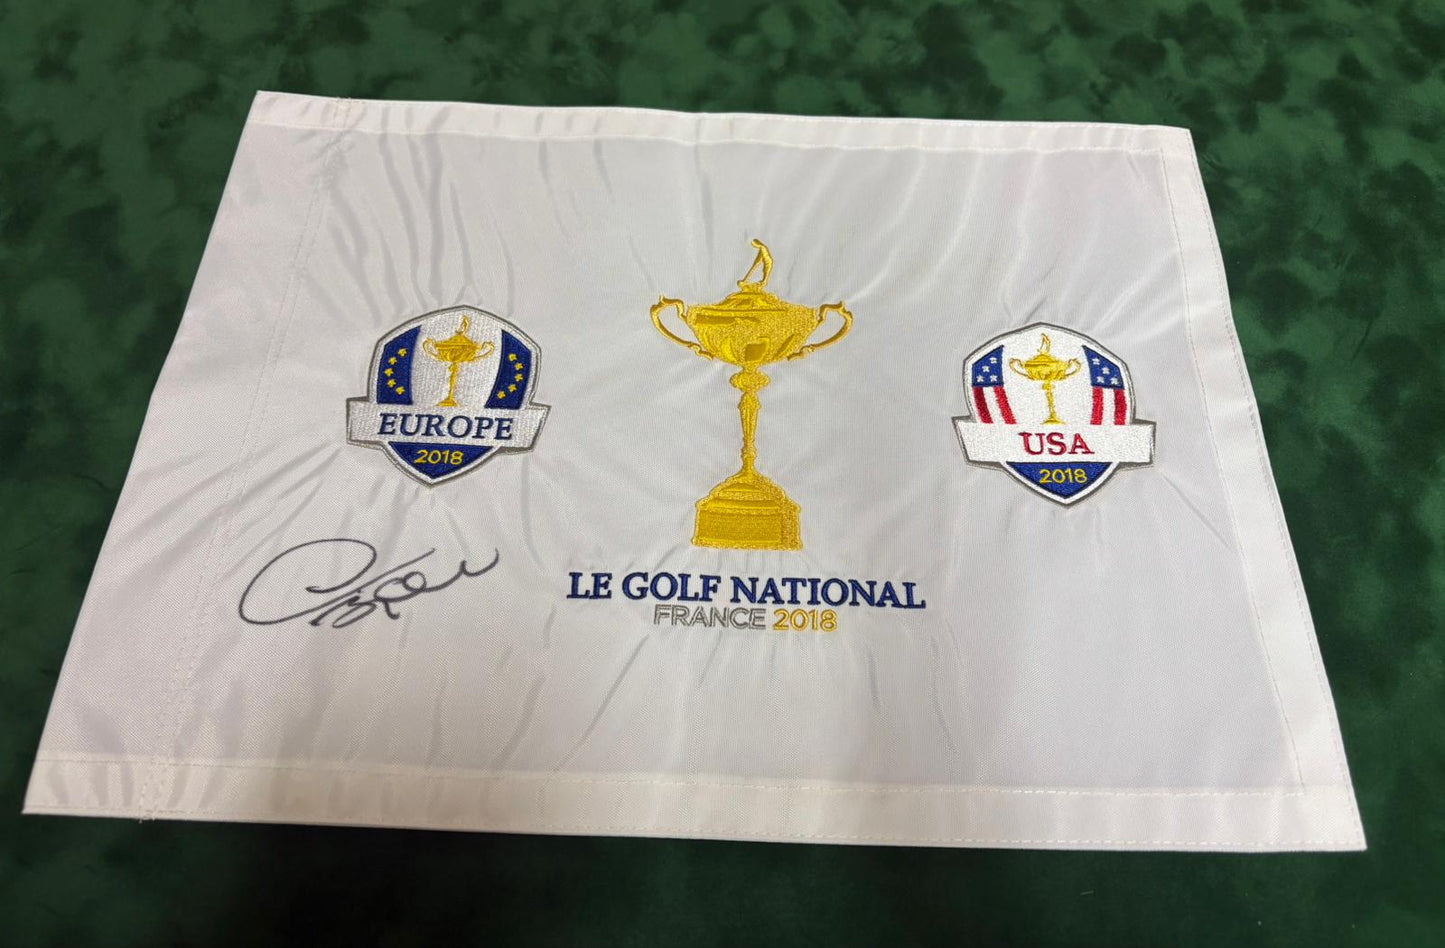 EUROPE
2018
USA
2018
LE GOLF NATIONAL
FRANCE 2018